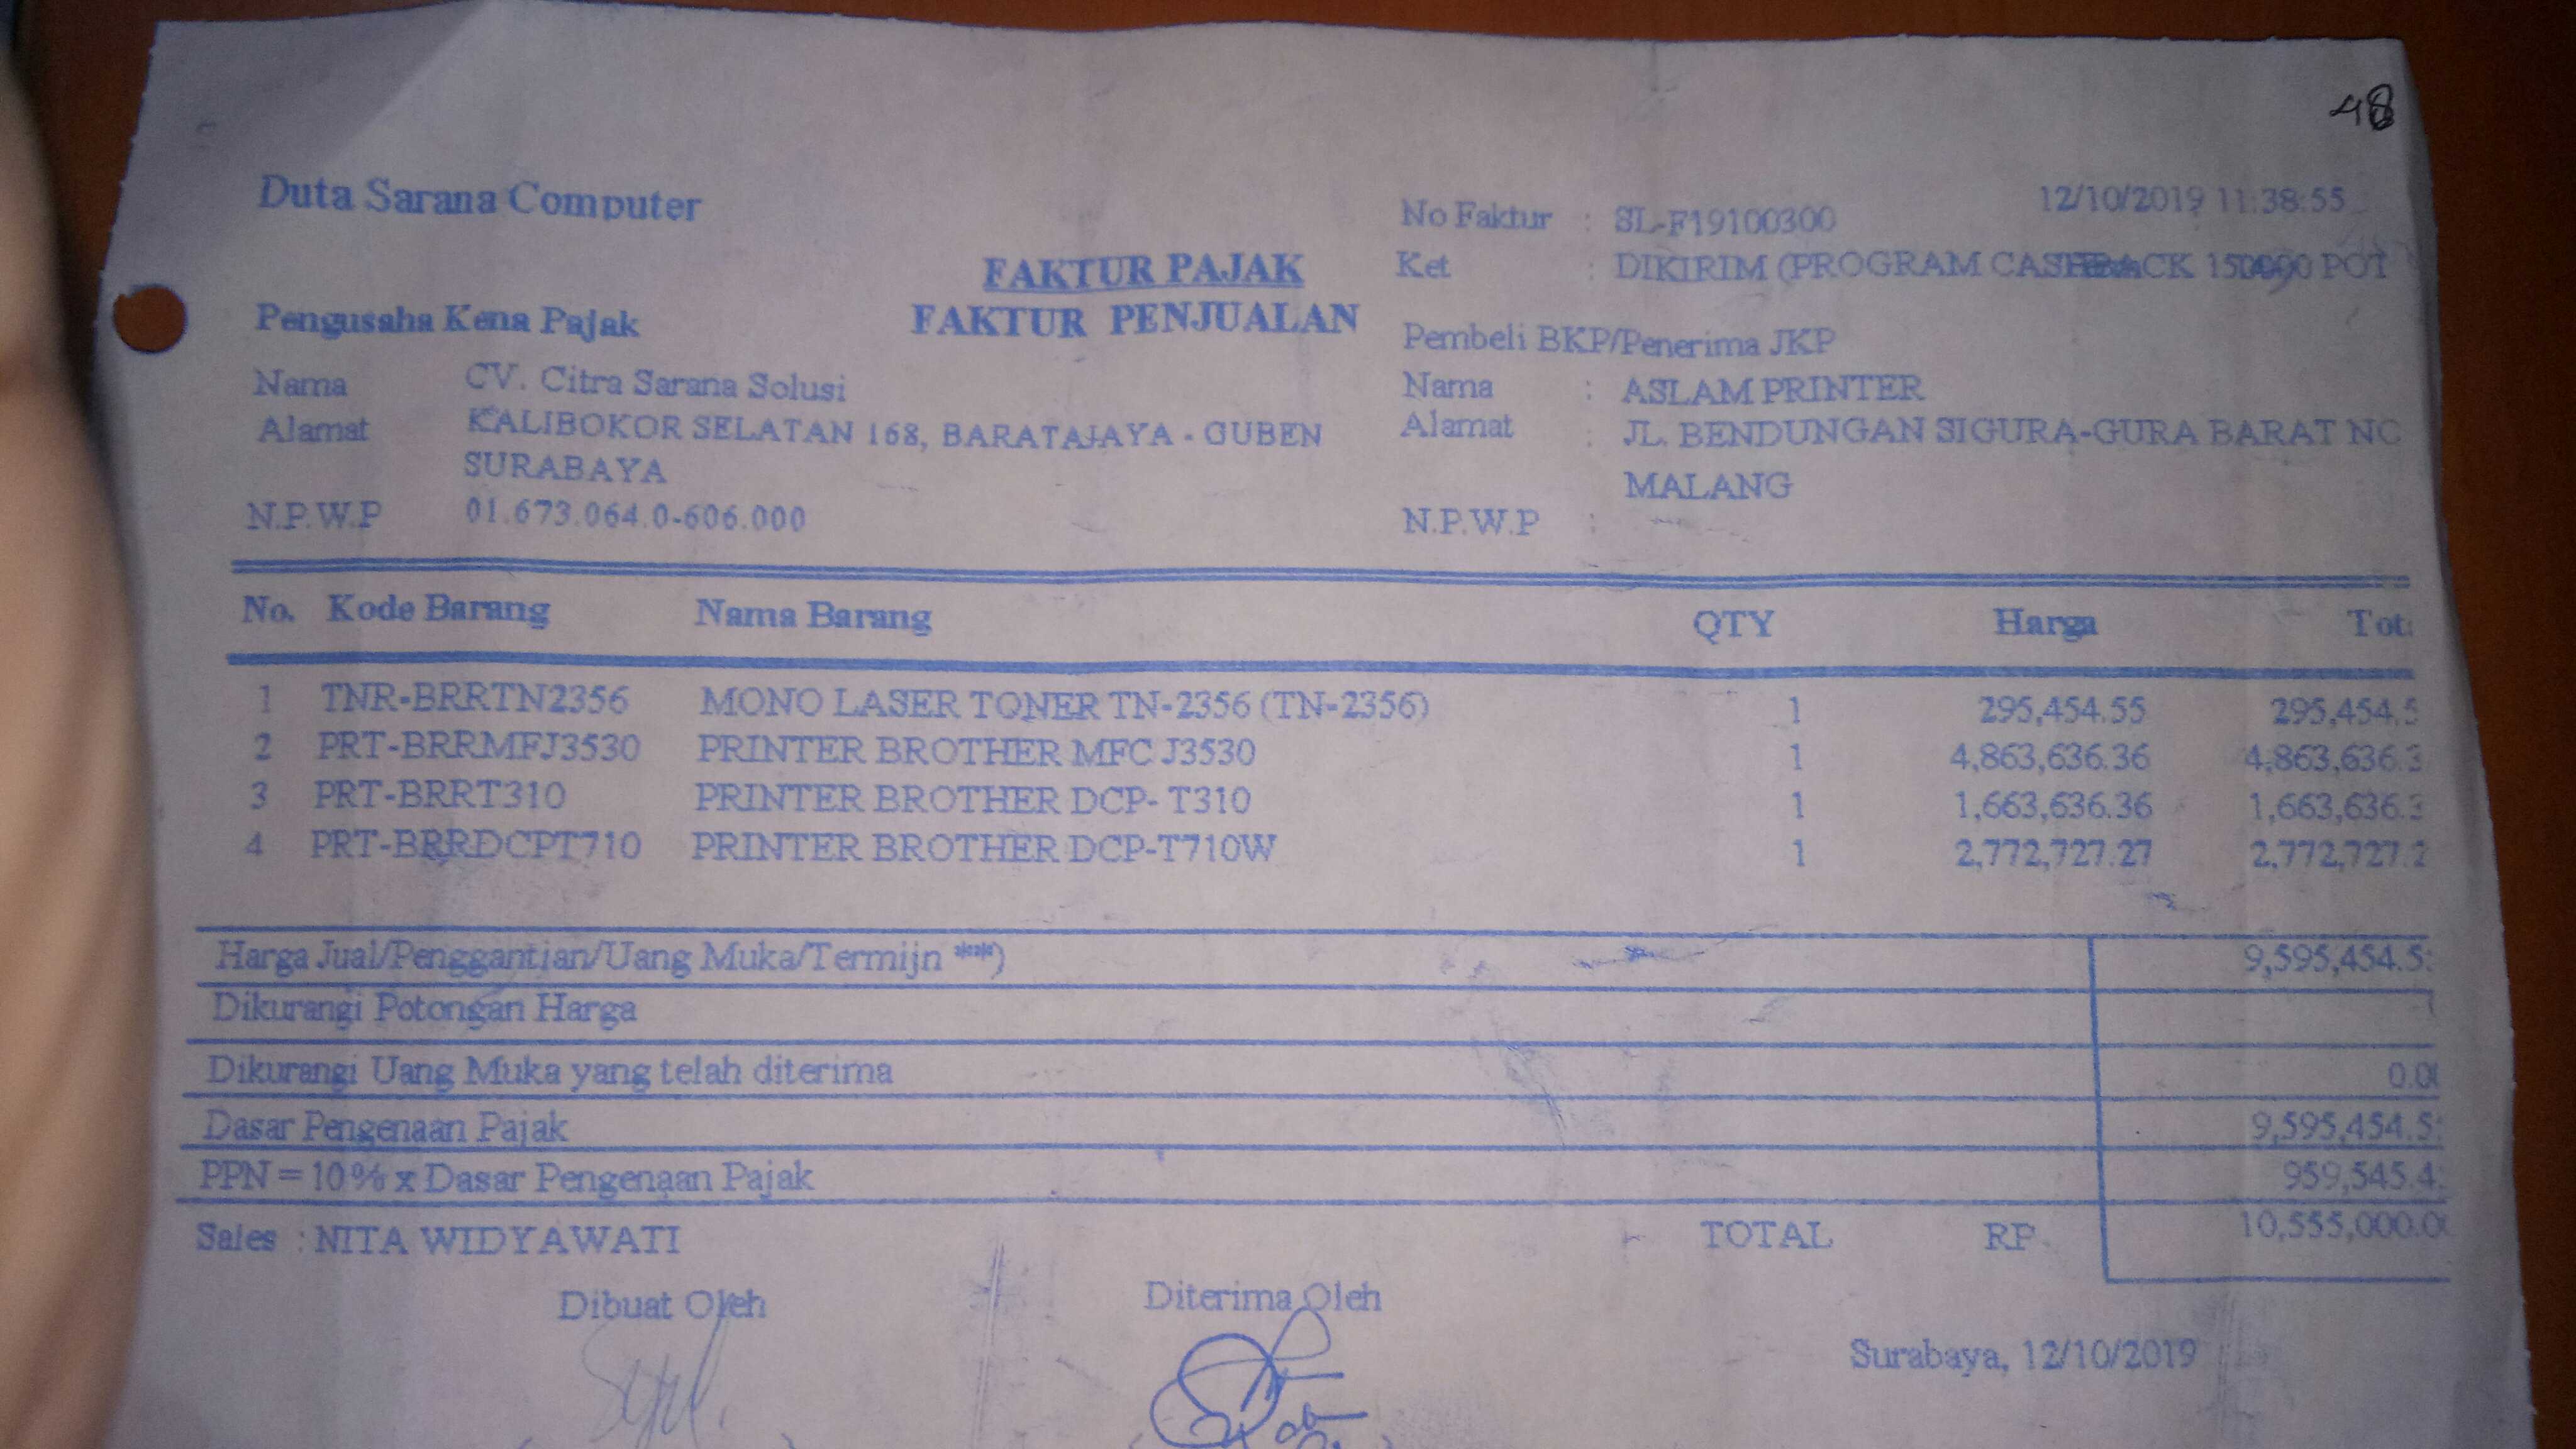 48
Duta Sarana Computer
12/10/2019 11:38:55
No Faktur : SL-F19100300
FAKTUR PAJAK
Ket : DIKIRIM (PROGRAM CASHBACK POT
FAKTUR PENJUALAN
Pengusaha Kena Pajak
Pembeli BKP/Penerima JKP
Nama CV. Citra Sarana Solusi
Nama : ASLAM PRINTER
Alamat KALIBOKOR SELATAN 168, BARATAJAYA - GUBEN
Alamat : JL. BENDUNGAN SIGURA-GURA BARAT NO
SURABAYA
MALANG
N.P.W.P 01.673.064.0-606.000
N.P.W.P :
No. Kode Barang Nama Barang QTY Harga Tot
1 TNR-BRRTN2356 MONO LASER TONER TN-2356 (TN-2356) 1 295,454.55 295,454.5
2 PRT-BRRMFJ3530 PRINTER BROTHER MFC J3530 1 4,863,636.36 4,863,636.3
3 PRT-BRRT310 PRINTER BROTHER DCP- T310 1 1,663,636.36 1,663,636.3
4 PRT-BRRDCPT710 PRINTER BROTHER DCP-T710W 1 2,772,727.27 2,772,727.2
Harga Jual/Penggantian/Uang Muka/Termijn **) 9,595,454.5
Dikurangi Potongan Harga
Dikurangi Uang Muka yang telah diterima 0.0
Dasar Pengenaan Pajak 9,595,454.5
PPN = 10% x Dasar Pengenaan Pajak 959,545.4
Sales : NITA WIDYAWATI TOTAL RP 10,555,000.0
Dibuat Oleh Diterima Oleh
Surabaya, 12/10/2019